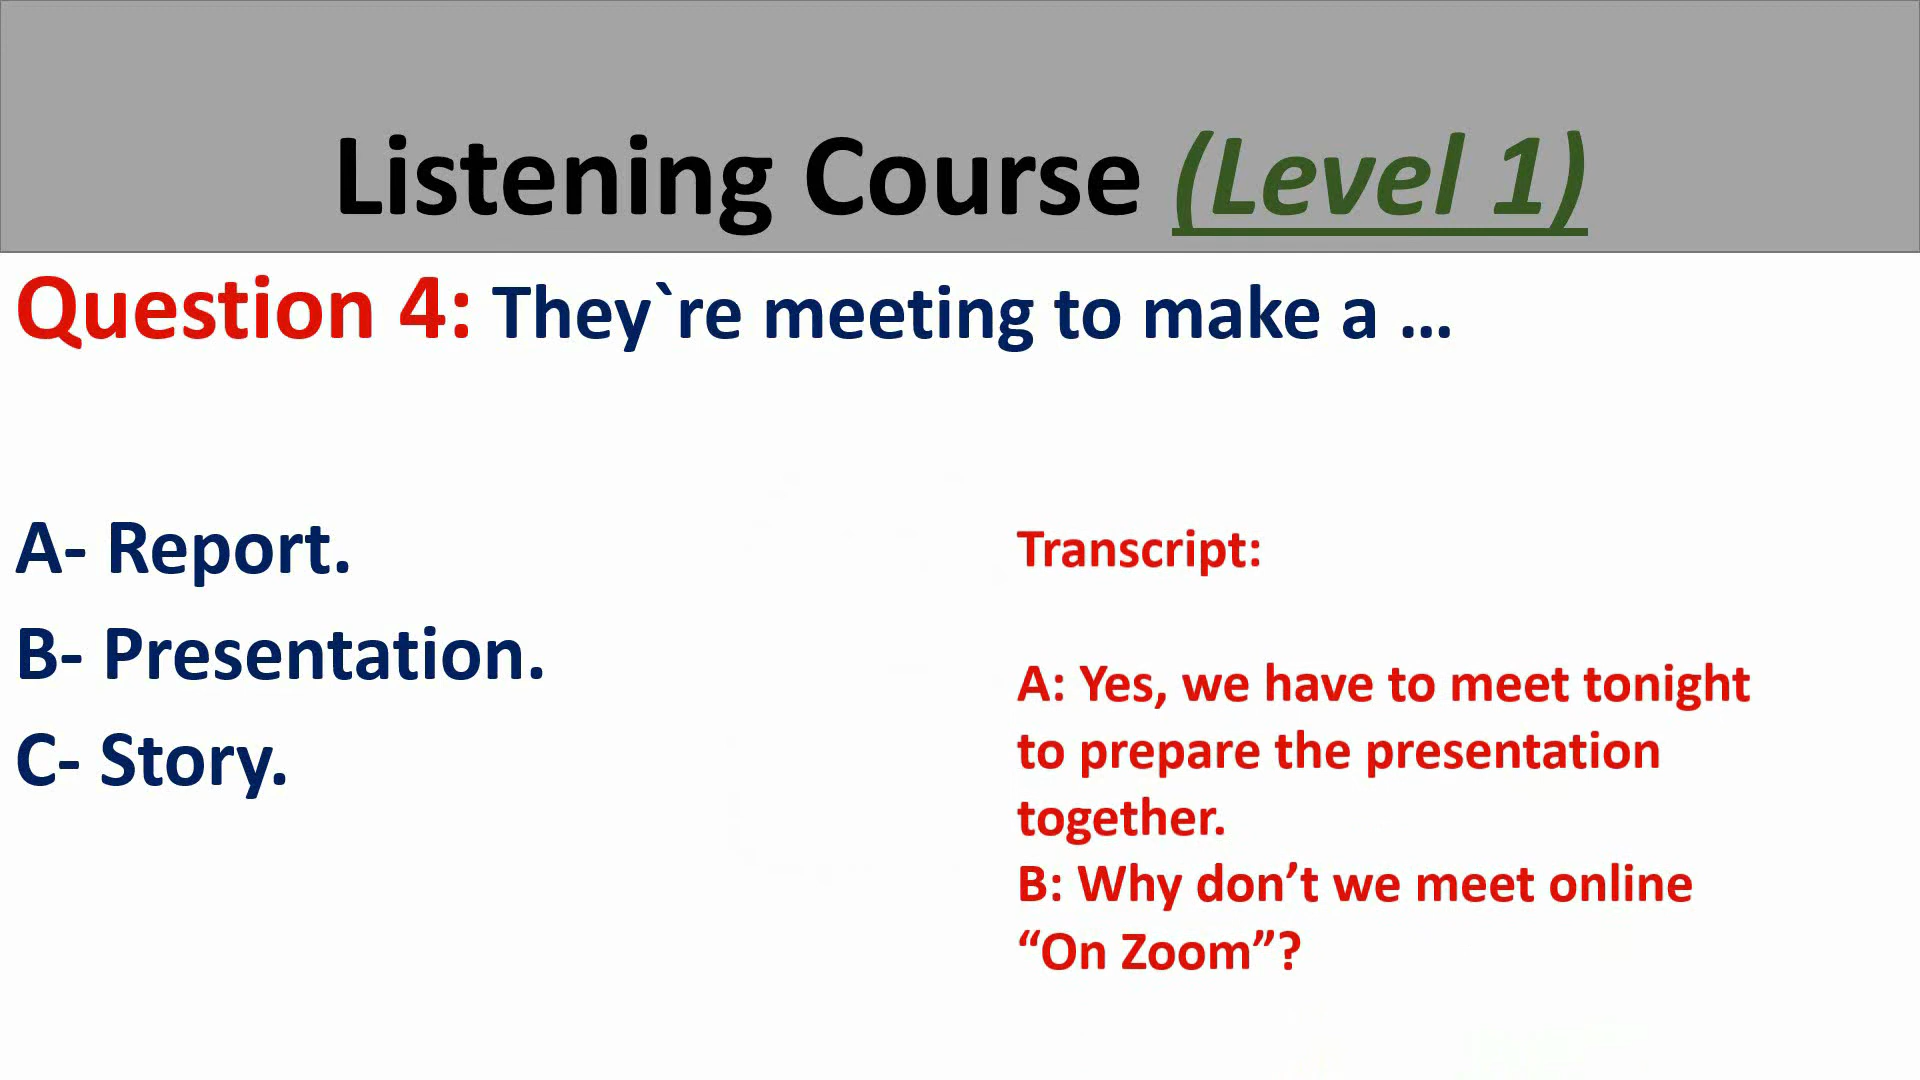 Listening Course (Level 1)
Question 4: They`re meeting to make a ...
A- Report.
B- Presentation.
C- Story.
Transcript:
A: Yes, we have to meet tonight
to prepare the presentation
together.
B: Why don’t we meet online
“On Zoom”?